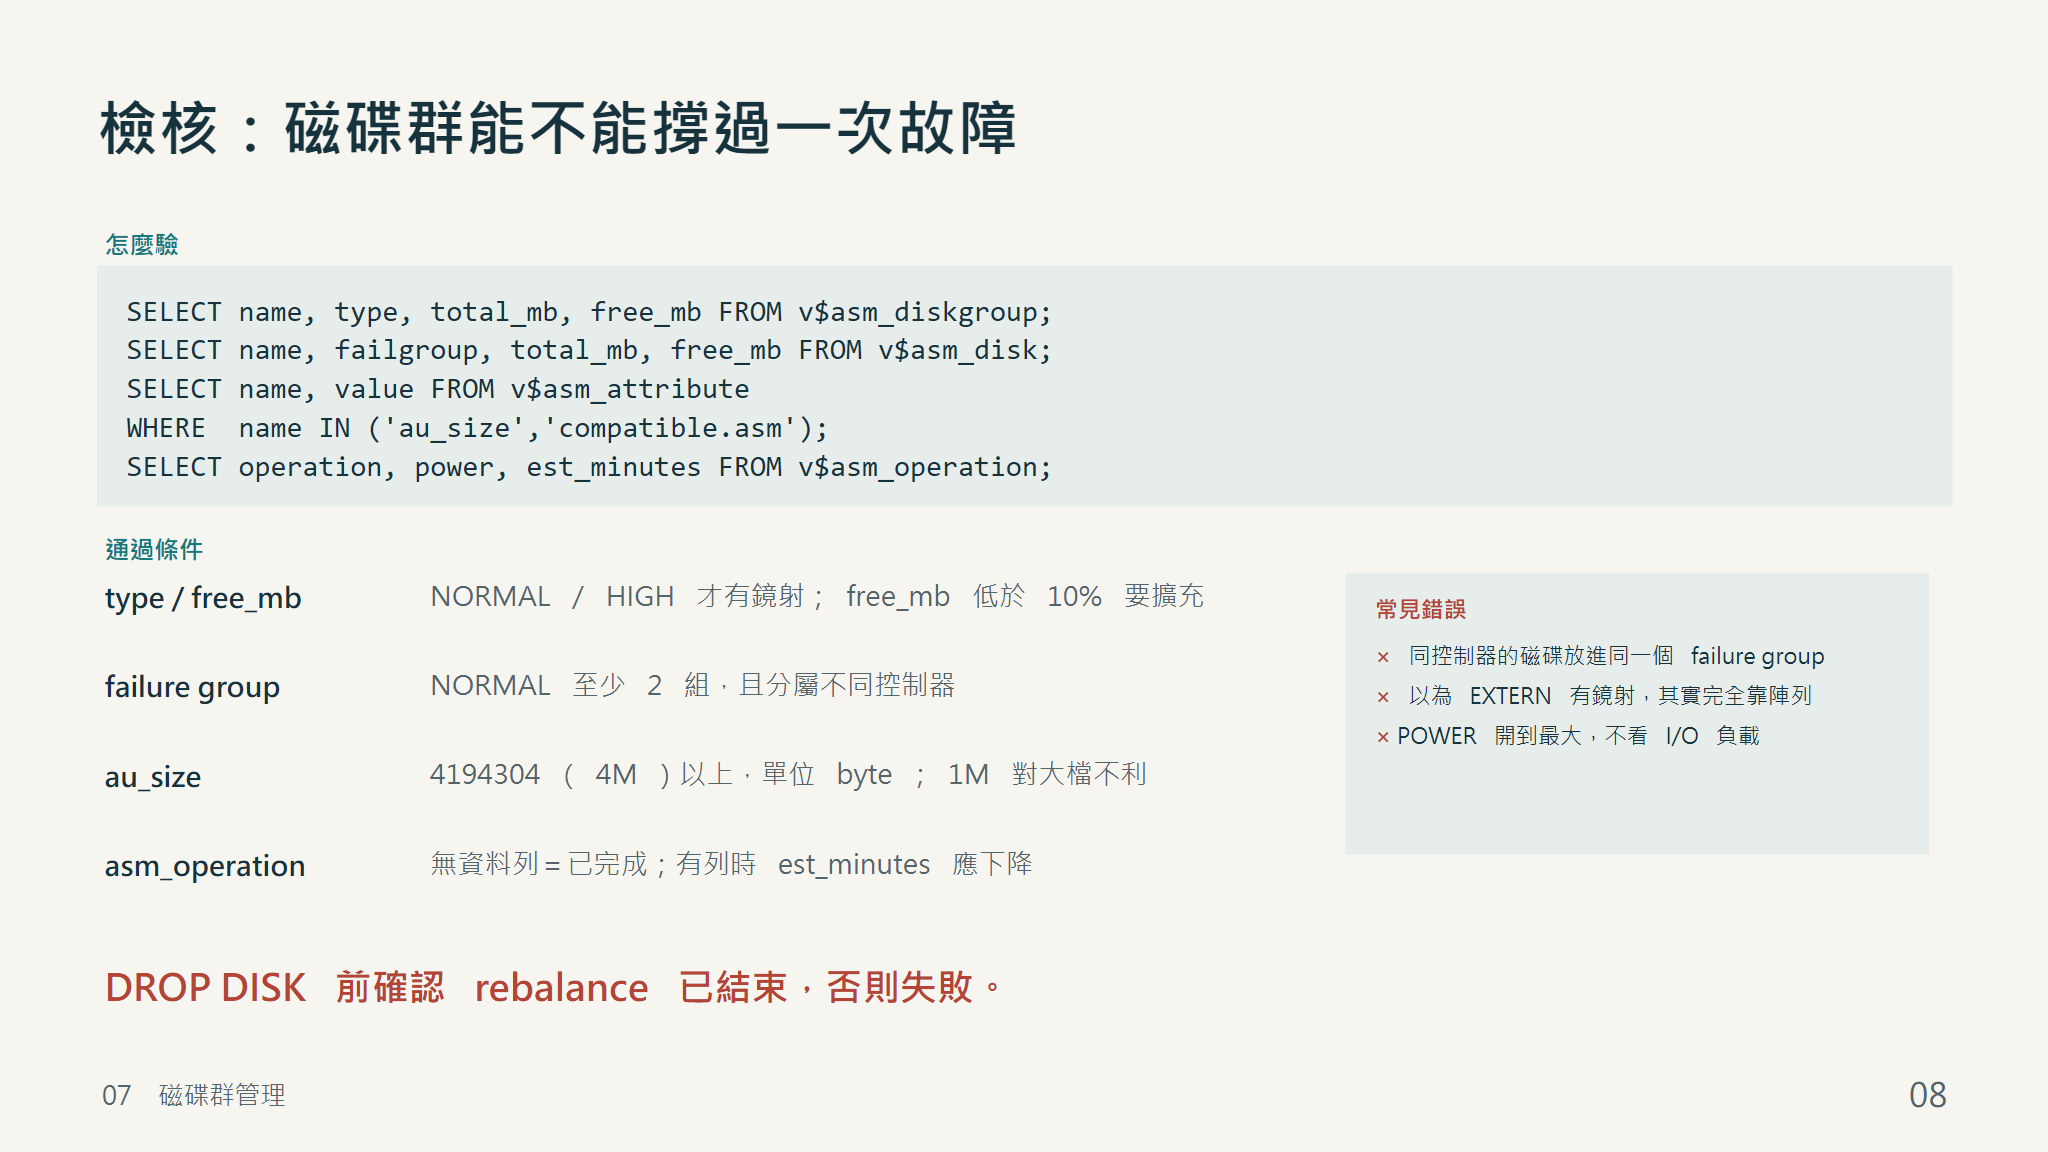 檢核：磁碟群能不能撐過一次故障
怎麼驗
SELECT name, type, total_mb, free_mb FROM v$asm_diskgroup;
SELECT name, failgroup, total_mb, free_mb FROM v$asm_disk;
SELECT name, value FROM v$asm_attribute
WHERE  name IN ('au_size','compatible.asm');
SELECT operation, power, est_minutes FROM v$asm_operation;
通過條件
type / free_mb
NORMAL / HIGH 才有鏡射； free_mb 低於 10% 要擴充
failure group
NORMAL 至少 2 組，且分屬不同控制器
au_size
4194304 （ 4M ）以上，單位 byte ； 1M 對大檔不利
asm_operation
無資料列＝已完成；有列時 est_minutes 應下降
常見錯誤
× 同控制器的磁碟放進同一個 failure group
× 以為 EXTERN 有鏡射，其實完全靠陣列
× POWER 開到最大，不看 I/O 負載
DROP DISK 前確認 rebalance 已結束，否則失敗。
07 磁碟群管理
08